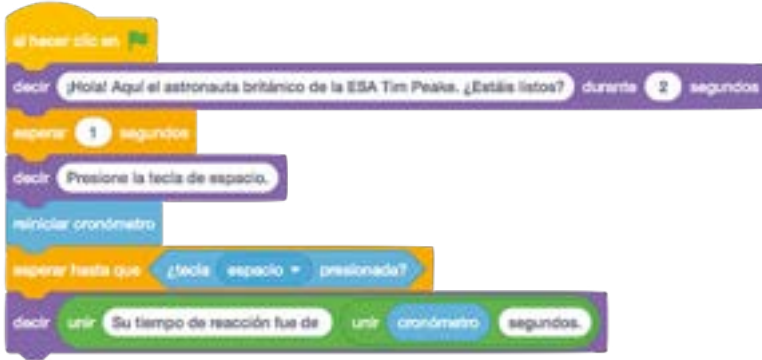 al hacer clic en
decir ¡Hola! Aquí el astronauta británico de la ESA Tim Peake. ¿Estáis listos? durante 2 segundos
esperar 1 segundos
decir Presione la tecla de espacio.
reiniciar cronómetro
esperar hasta que ¿tecla espacio presionada?
decir unir Su tiempo de reacción fue de unir cronómetro segundos.